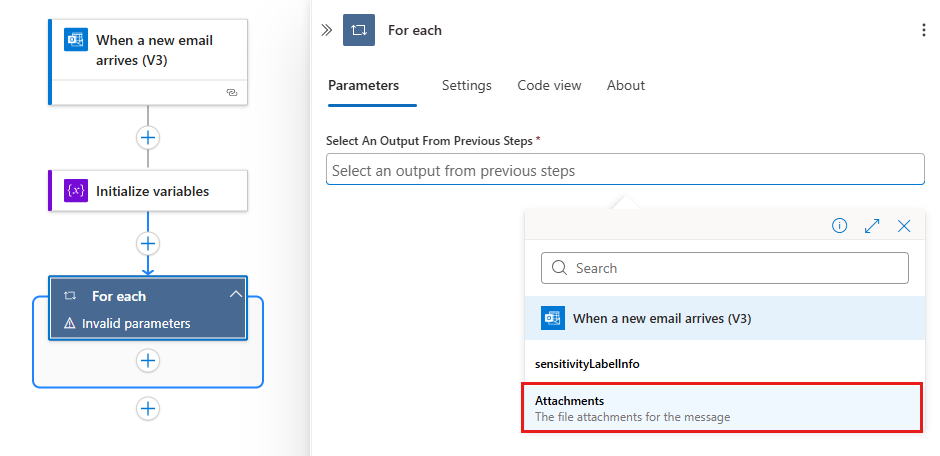 When a new email
arrives (V3)
{x}
Initialize variables
For each
Invalid parameters
For each
Parameters
Settings
Code view
About
Select An Output From Previous Steps *
Select an output from previous steps
Search
When a new email arrives (V3)
sensitivityLabelInfo
Attachments
The file attachments for the message